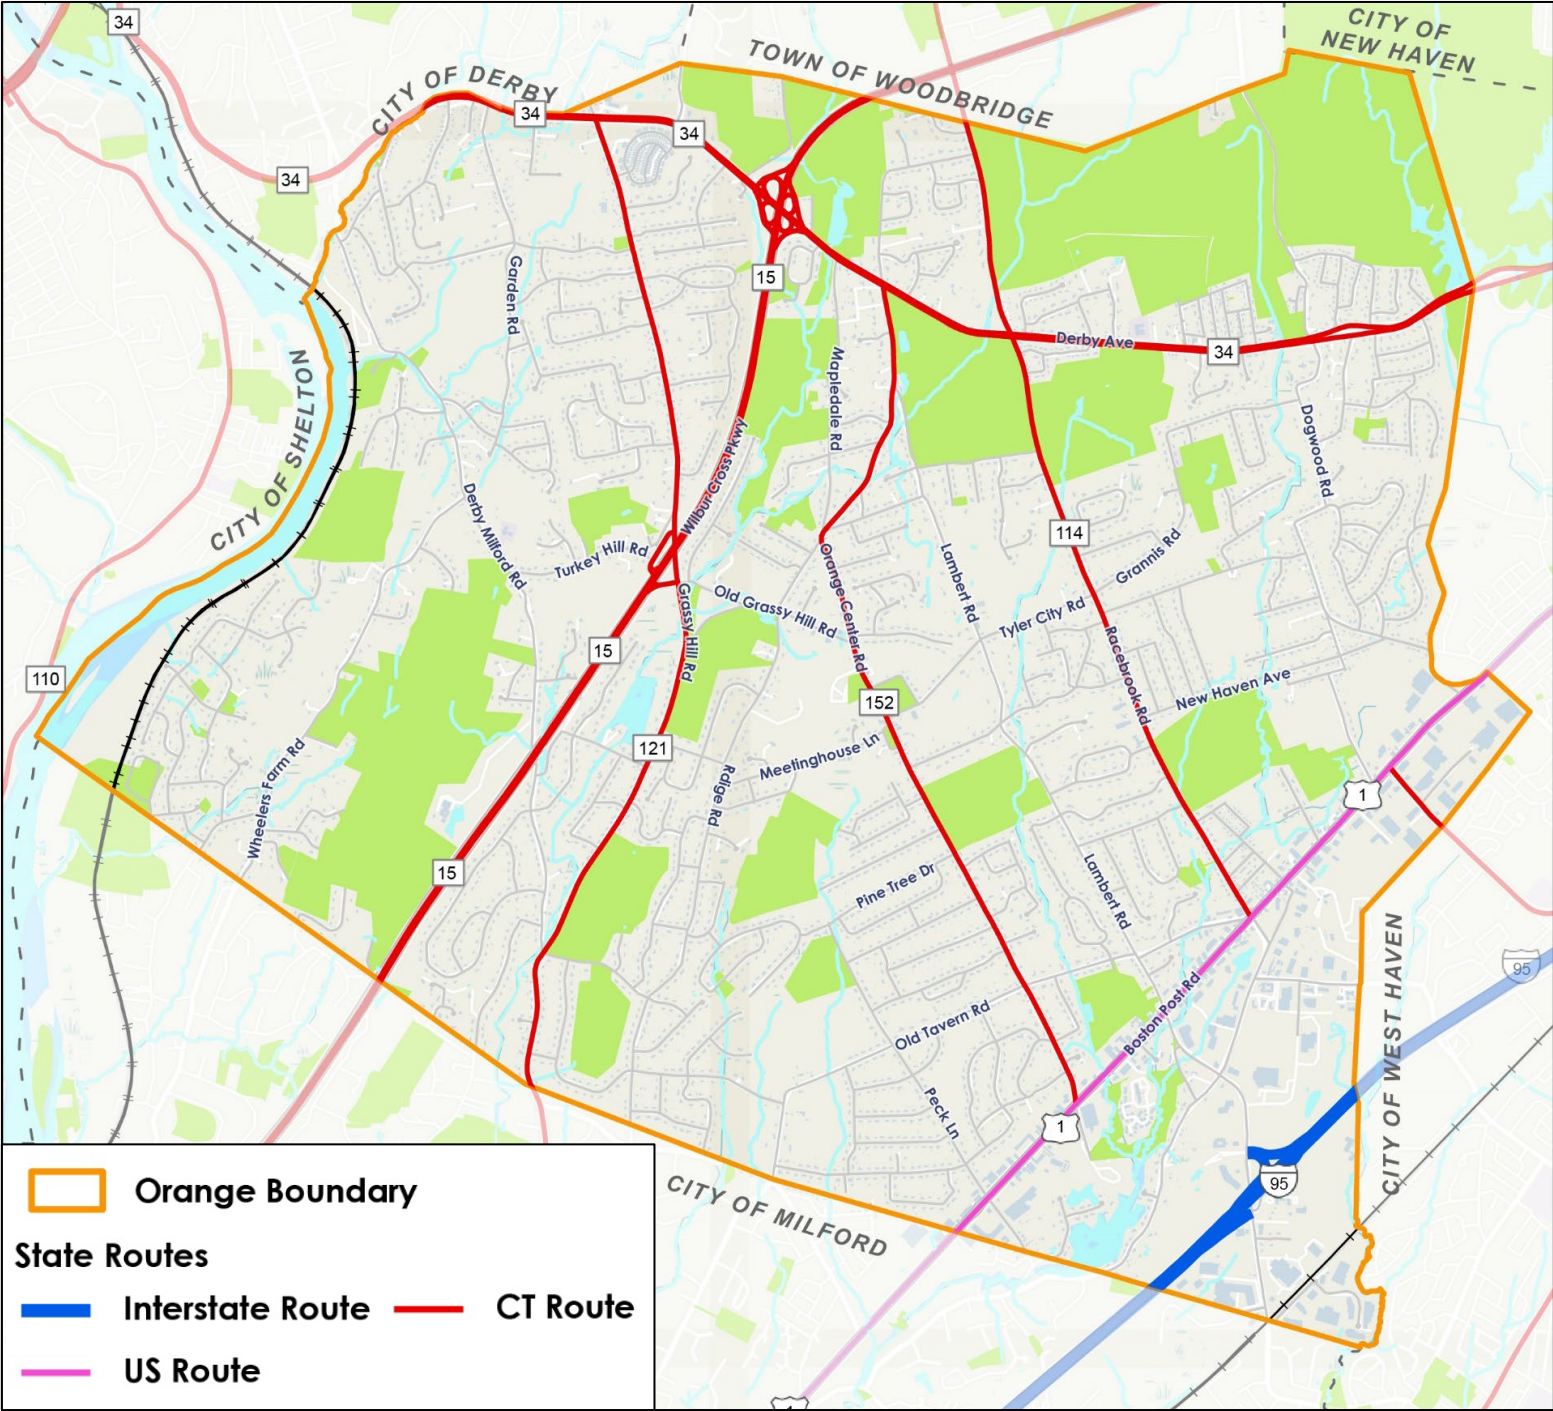 34
CITY OF
NEW HAVEN
TOWN OF WOODBRIDGE
CITY OF DERBY
34
34
34
15
Garden Rd
Derby Ave
34
CITY OF SHELTON
Mapledale Rd
Dogwood Rd
Wilbur Cross Pkwy
Derby Milford Rd
Turkey Hill Rd
114
Grannis Rd
Orange Center Rd
Lambert Rd
Old Grassy Hill Rd
Grassy Hill Rd
Tyler City Rd
15
Racebrook Rd
110
New Haven Ave
152
121
Meetinghouse Ln
Rdige Rd
Wheelers Farm Rd
1
15
Pine Tree Dr
Lambert Rd
CITY OF WEST HAVEN
95
Boston Post Rd
Old Tavern Rd
Peck Ln
1
95
CITY OF MILFORD
Orange Boundary
State Routes
Interstate Route
CT Route
US Route